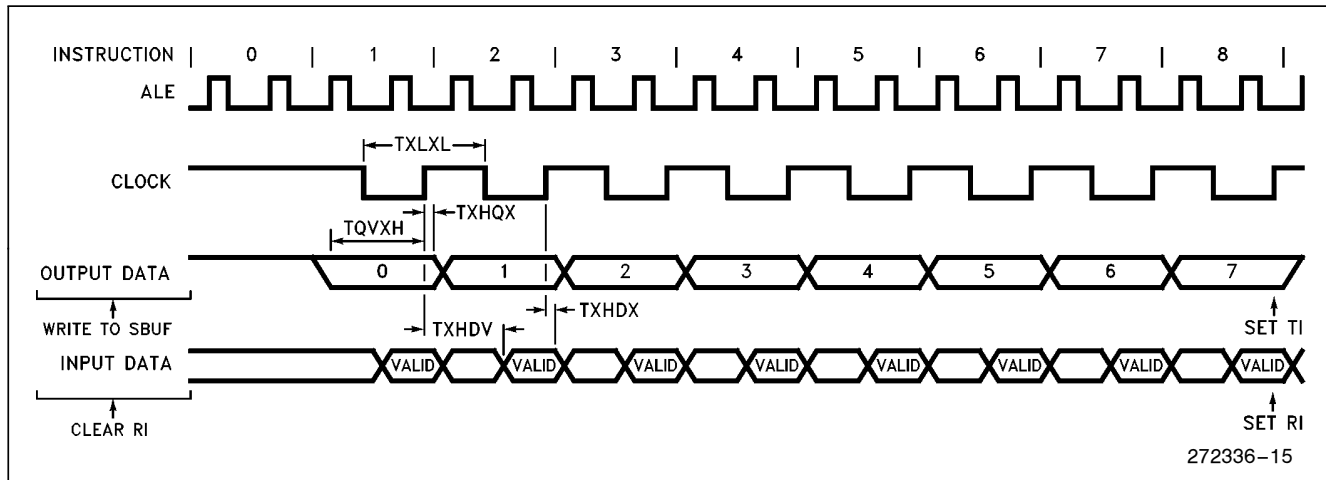 INSTRUCTION | 0 | 1 | 2 | 3 | 4 | 5 | 6 | 7 | 8 |
ALE
TXLXL
CLOCK
TXHQX
TQVXH
OUTPUT DATA 0 1 2 3 4 5 6 7
TXHDX
WRITE TO SBUF TXHDV SET TI
INPUT DATA VALID VALID VALID VALID VALID VALID VALID VALID
CLEAR RI SET RI
272336–15